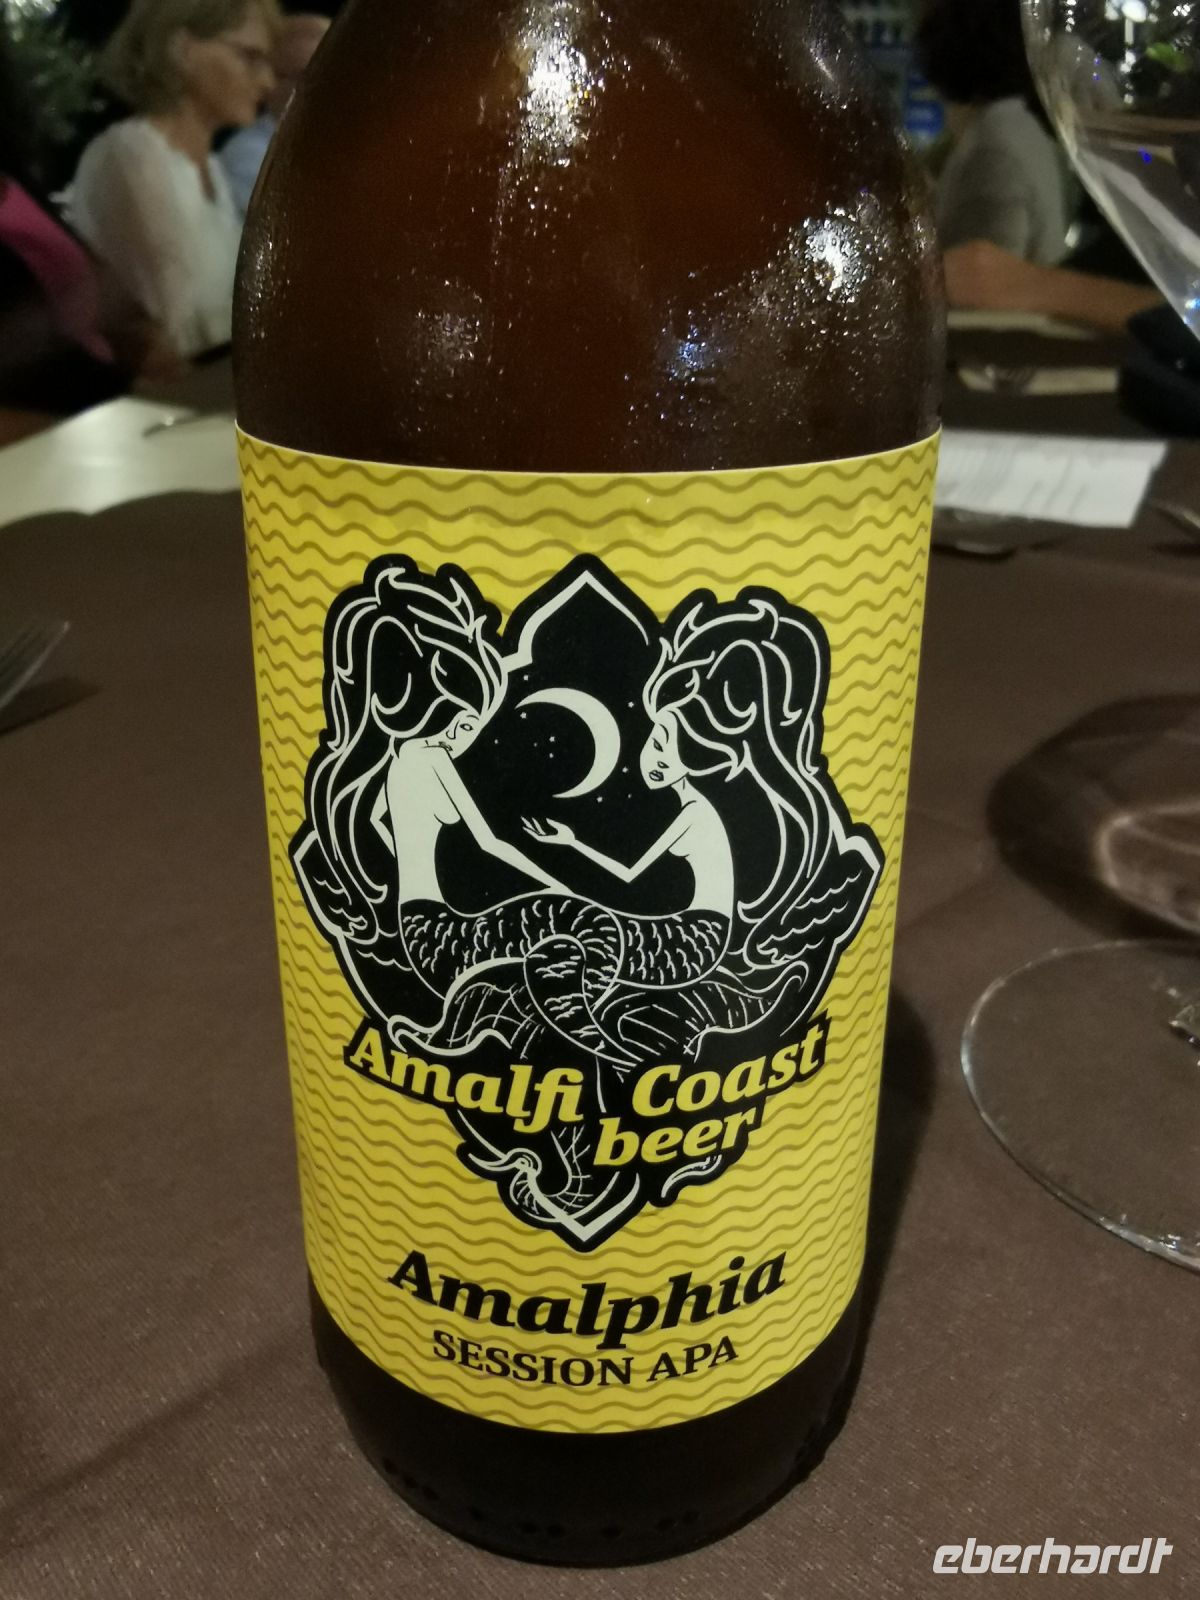 Amalfi Coast
beer
Amalphia
SESSION APA
eberhardt